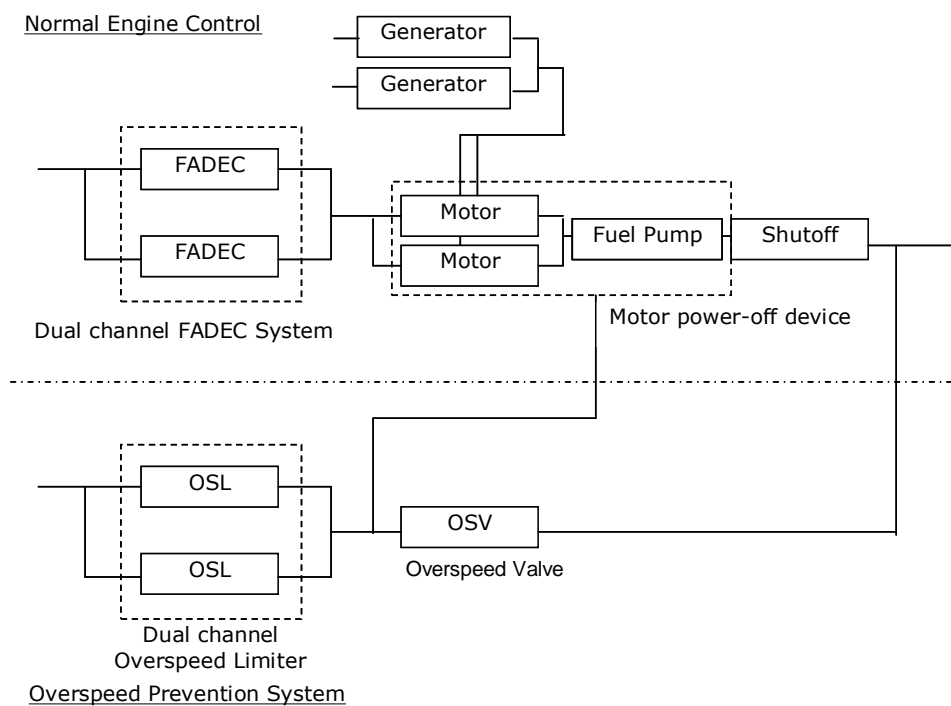 Normal Engine Control
Generator
Generator
FADEC
FADEC
Dual channel FADEC System
Motor
Motor
Fuel Pump
Shutoff
Motor power-off device
OSL
OSL
OSV
Overspeed Valve
Dual channel
Overspeed Limiter
Overspeed Prevention System